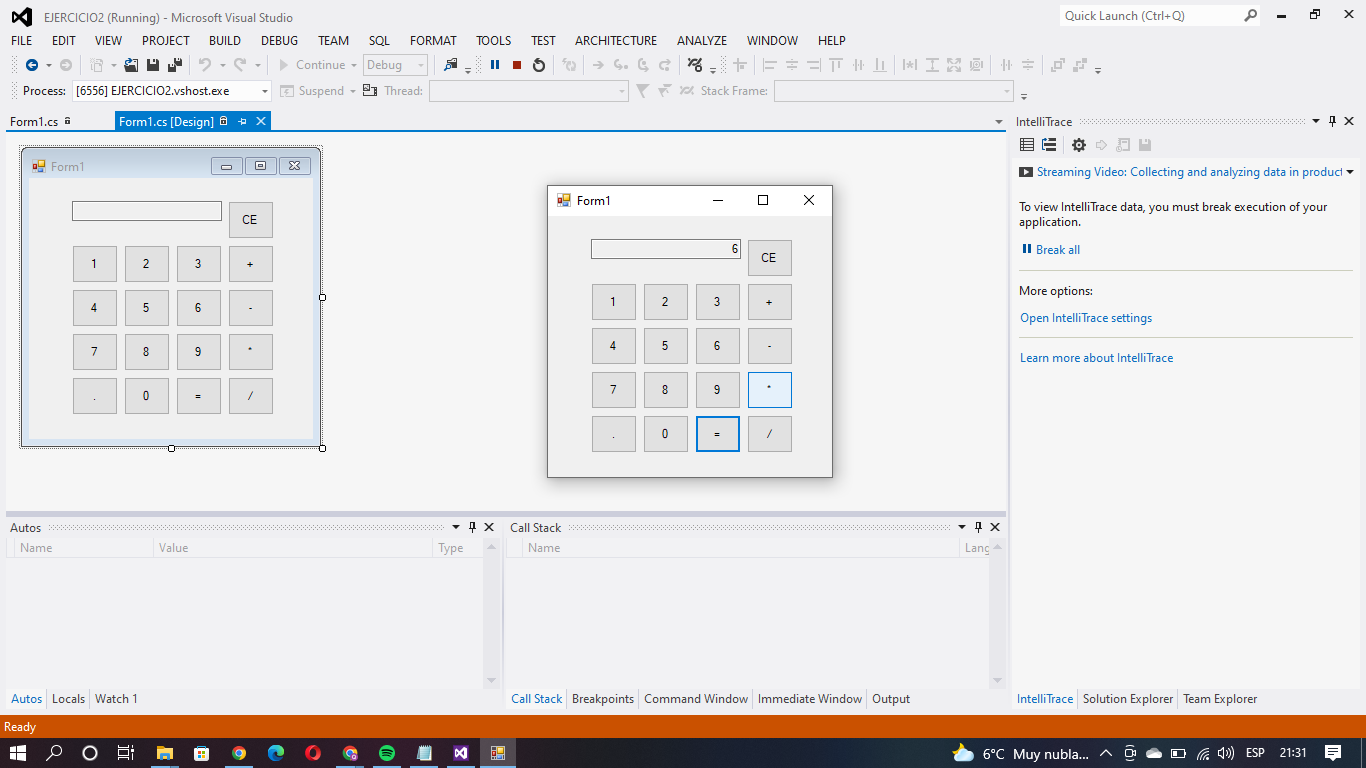 EJERCICIO2 (Running) - Microsoft Visual Studio
Quick Launch (Ctrl+Q)
FILE EDIT VIEW PROJECT BUILD DEBUG TEAM SQL FORMAT TOOLS TEST ARCHITECTURE ANALYZE WINDOW HELP
Continue Debug
Process: [6556] EJERCICIO2.vshost.exe Suspend Thread: Stack Frame:
Form1.cs Form1.cs [Design]
Form1
CE
1 2 3 +
4 5 6 -
7 8 9 *
. 0 = /
Form1
6
CE
1 2 3 +
4 5 6 -
7 8 9 *
. 0 = /
IntelliTrace
Streaming Video: Collecting and analyzing data in product
To view IntelliTrace data, you must break execution of your
application.
Break all
More options:
Open IntelliTrace settings
Learn more about IntelliTrace
Autos
Name Value Type
Call Stack
Name Lang
Autos Locals Watch 1
Call Stack Breakpoints Command Window Immediate Window Output
IntelliTrace Solution Explorer Team Explorer
Ready
6°C Muy nubla... ESP 21:31